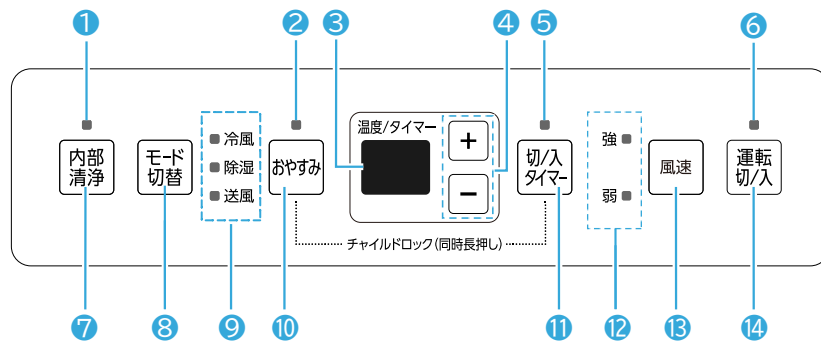 1
2
3
4
5
6
内部
清浄
モード
切替
冷風
除湿
送風
おやすみ
温度/タイマー
+
−
切/入
タイマー
強
弱
風速
運転
切/入
チャイルドロック(同時長押し)
7
8
9
10
11
12
13
14